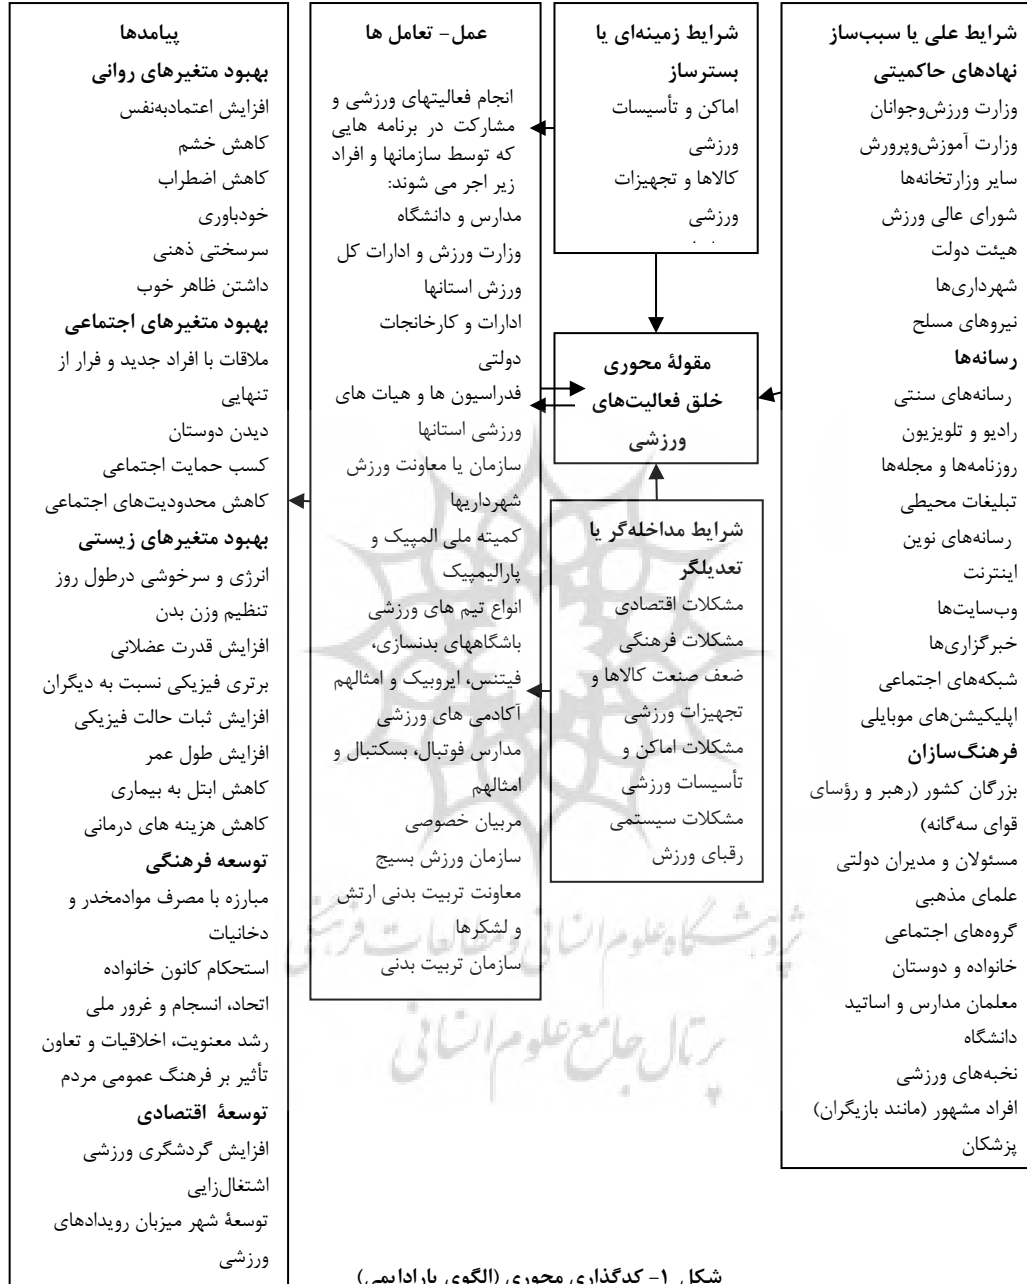 شرایط علی یا سبب‌ساز
نهادهای حاکمیتی
وزارت ورزش‌وجوانان
وزارت آموزش‌وپرورش
سایر وزارتخانه‌ها
شورای عالی ورزش
هیئت دولت
شهرداری‌ها
نیروهای مسلح
رسانه‌ها
رسانه‌های سنتی
رادیو و تلویزیون
روزنامه‌ها و مجله‌ها
تبلیغات محیطی
رسانه‌های نوین
اینترنت
وب‌سایت‌ها
خبرگزاری‌ها
شبکه‌های اجتماعی
اپلیکیشن‌های موبایلی
فرهنگ‌سازان
بزرگان کشور (رهبر و رؤسای
قوای سه‌گانه)
مسئولان و مدیران دولتی
علمای مذهبی
گروه‌های اجتماعی
خانواده و دوستان
معلمان مدارس و اساتید
دانشگاه
نخبه‌های ورزشی
افراد مشهور (مانند بازیگران)
پزشکان
شرایط زمینه‌ای یا
بسترساز
اماکن و تأسیسات
ورزشی
کالاها و تجهیزات
ورزشی
مقولهٔ محوری
خلق فعالیت‌های
ورزشی
شرایط مداخله‌گر یا
تعدیلگر
مشکلات اقتصادی
مشکلات فرهنگی
ضعف صنعت کالاها و
تجهیزات ورزشی
مشکلات اماکن و
تأسیسات ورزشی
مشکلات سیستمی
رقبای ورزش
عمل- تعامل ها
انجام فعالیتهای ورزشی و
مشارکت در برنامه هایی
که توسط سازمانها و افراد
زیر اجر می شوند:
مدارس و دانشگاه
وزارت ورزش و ادارات کل
ورزش استانها
ادارات و کارخانجات
دولتی
فدراسیون ها و هیات های
ورزشی استانها
سازمان یا معاونت ورزش
شهرداریها
کمیته ملی المپیک و
پارالیمپیک
انواع تیم های ورزشی
باشگاههای بدنسازی،
فیتنس، ایروبیک و امثالهم
آکادمی های ورزشی
مدارس فوتبال، بسکتبال و
امثالهم
مربیان خصوصی
سازمان ورزش بسیج
معاونت تربیت بدنی ارتش
و لشکرها
سازمان تربیت بدنی
پیامدها
بهبود متغیرهای روانی
افزایش اعتمادبه‌نفس
کاهش خشم
کاهش اضطراب
خودباوری
سرسختی ذهنی
داشتن ظاهر خوب
بهبود متغیرهای اجتماعی
ملاقات با افراد جدید و فرار از
تنهایی
دیدن دوستان
کسب حمایت اجتماعی
کاهش محدودیت‌های اجتماعی
بهبود متغیرهای زیستی
انرژی و سرخوشی درطول روز
تنظیم وزن بدن
افزایش قدرت عضلانی
برتری فیزیکی نسبت به دیگران
افزایش ثبات حالت فیزیکی
افزایش طول عمر
کاهش ابتل به بیماری
کاهش هزینه های درمانی
توسعه فرهنگی
مبارزه با مصرف موادمخدر و
دخانیات
استحکام کانون خانواده
اتحاد، انسجام و غرور ملی
رشد معنویت، اخلاقیات و تعاون
تأثیر بر فرهنگ عمومی مردم
توسعهٔ اقتصادی
افزایش گردشگری ورزشی
اشتغال‌زایی
توسعهٔ شهر میزبان رویدادهای
ورزشی
پژوهشگاه علوم انسانی و مطالعات فرهنگی
پرتال جامع علوم انسانی
شکل ۱- کدگذاری محوری (الگوی پارادایمی)